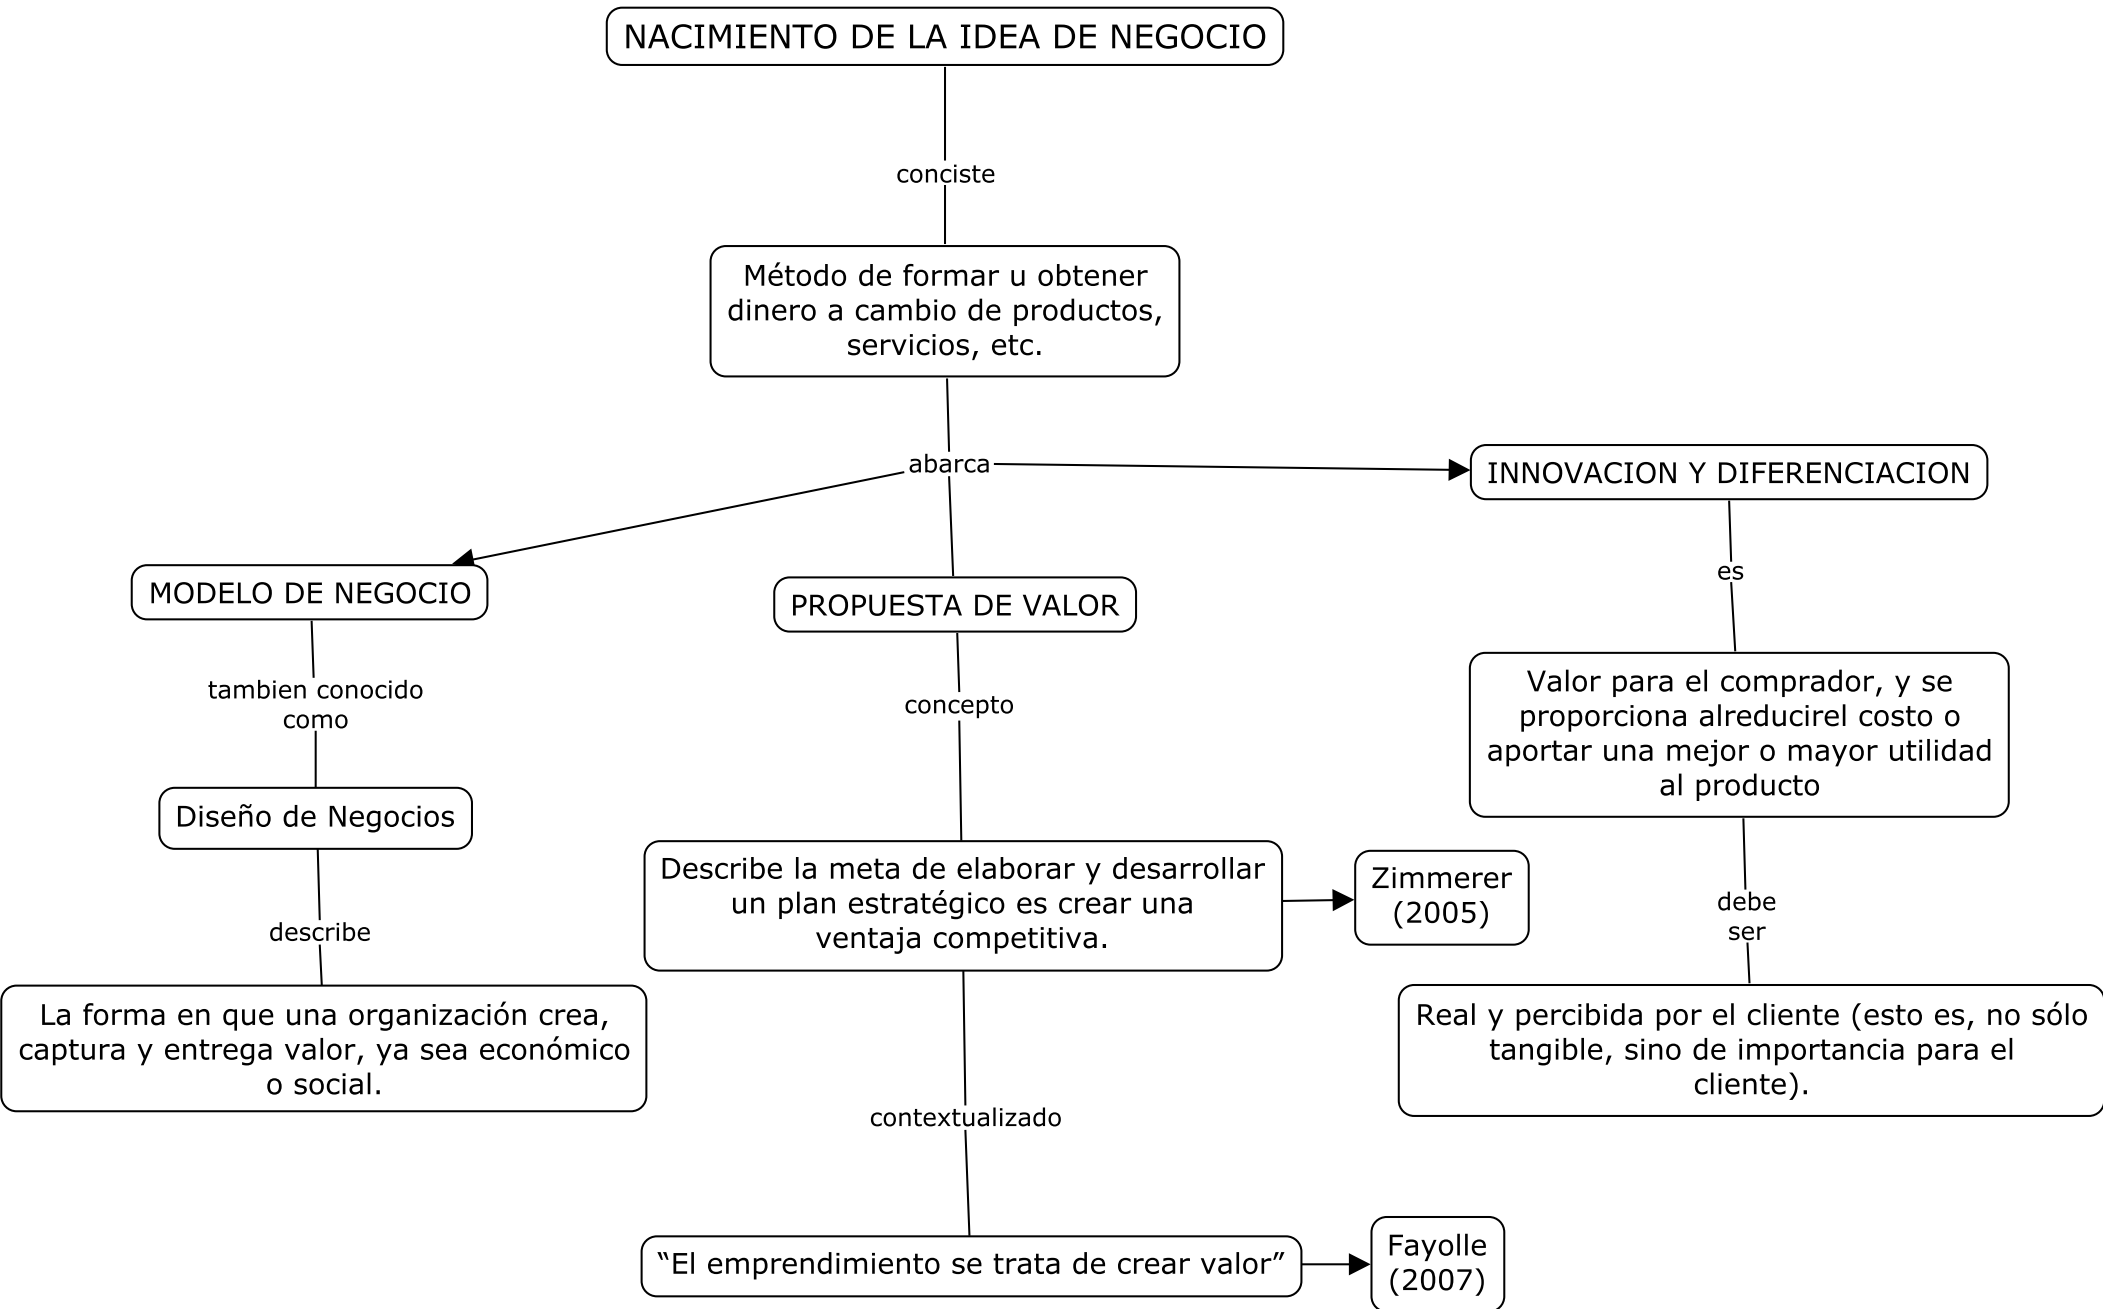 NACIMIENTO DE LA IDEA DE NEGOCIO
conciste
Método de formar u obtener
dinero a cambio de productos,
servicios, etc.
abarca
MODELO DE NEGOCIO
tambien conocido
como
Diseño de Negocios
describe
La forma en que una organización crea,
captura y entrega valor, ya sea económico
o social.
PROPUESTA DE VALOR
concepto
Describe la meta de elaborar y desarrollar
un plan estratégico es crear una
ventaja competitiva.
Zimmerer
(2005)
contextualizado
“El emprendimiento se trata de crear valor”
Fayolle
(2007)
INNOVACION Y DIFERENCIACION
es
Valor para el comprador, y se
proporciona alreducirel costo o
aportar una mejor o mayor utilidad
al producto
debe
ser
Real y percibida por el cliente (esto es, no sólo
tangible, sino de importancia para el
cliente).